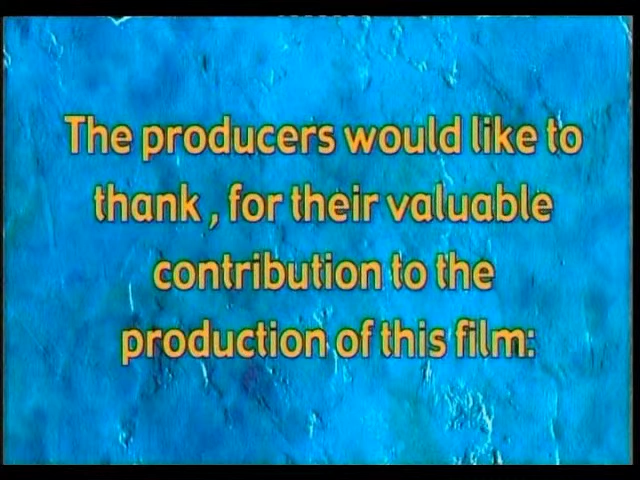 The producers would like to
thank , for their valuable
contribution to the
production of this film: